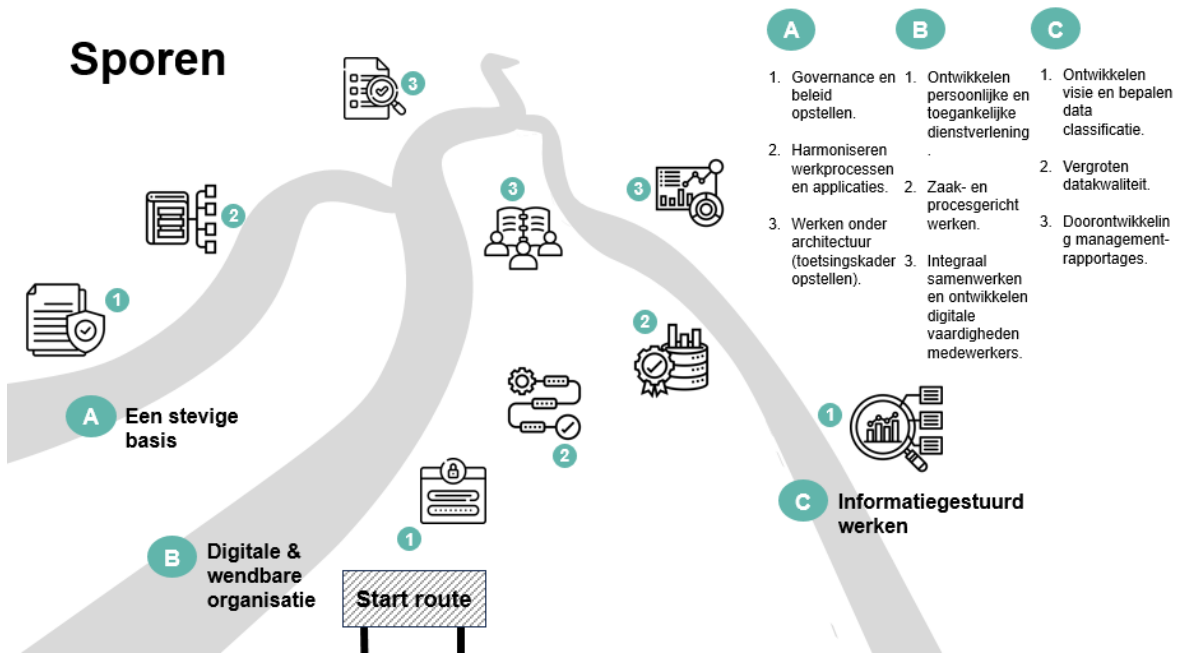 Sporen
3
2
1
A
Een stevige
basis
B
Digitale &
wendbare
organisatie
1
2
3
Start route
3
2
1
C
Informatiegestuurd
werken
A
1. Governance en
beleid
opstellen.
2. Harmoniseren
werkprocessen
en applicaties.
3. Werken onder
architectuur
(toetsingskader
opstellen).
B
1. Ontwikkelen
persoonlijke en
toegankelijke
dienstverlening
.
2. Zaak- en
procesgericht
werken.
3. Integraal
samenwerken
en ontwikkelen
digitale
vaardigheden
medewerkers.
C
1. Ontwikkelen
visie en bepalen
data
classificatie.
2. Vergroten
datakwaliteit.
3. Doorontwikkelin
g management-
rapportages.